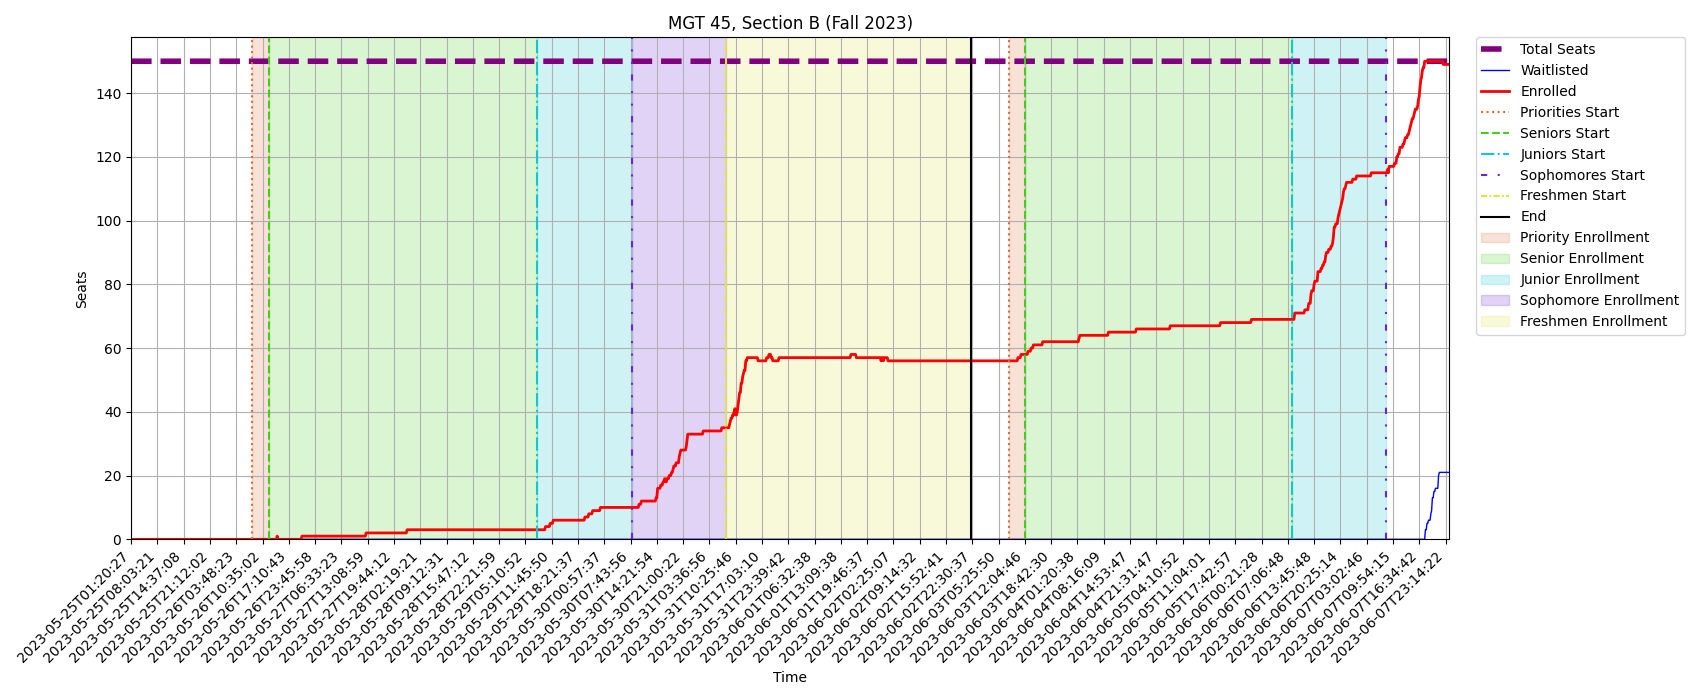 MGT 45, Section B (Fall 2023)
Seats
140
120
100
80
60
40
20
0
2023-05-25T01:20:27
2023-05-25T08:03:21
2023-05-25T14:37:08
2023-05-25T21:12:02
2023-05-26T03:48:23
2023-05-26T10:35:02
2023-05-26T17:10:43
2023-05-26T23:45:58
2023-05-27T06:33:23
2023-05-27T13:08:59
2023-05-27T19:44:12
2023-05-28T02:19:21
2023-05-28T09:12:31
2023-05-28T15:47:12
2023-05-28T22:21:59
2023-05-29T05:10:52
2023-05-29T11:45:50
2023-05-29T18:21:37
2023-05-30T00:57:37
2023-05-30T07:43:56
2023-05-30T14:21:54
2023-05-30T21:00:22
2023-05-31T03:36:56
2023-05-31T10:25:46
2023-05-31T17:03:10
2023-05-31T23:39:42
2023-06-01T06:32:38
2023-06-01T13:09:38
2023-06-01T19:46:37
2023-06-02T02:25:07
2023-06-02T09:14:32
2023-06-02T15:52:41
2023-06-02T22:30:37
2023-06-03T05:25:50
2023-06-03T12:04:46
2023-06-03T18:42:30
2023-06-04T01:20:38
2023-06-04T08:16:09
2023-06-04T14:53:47
2023-06-04T21:31:47
2023-06-05T04:10:52
2023-06-05T11:04:01
2023-06-05T17:42:57
2023-06-06T00:21:28
2023-06-06T07:06:48
2023-06-06T13:45:48
2023-06-06T20:25:14
2023-06-07T03:02:46
2023-06-07T09:54:15
2023-06-07T16:34:42
2023-06-07T23:14:22
Time
Total Seats
Waitlisted
Enrolled
Priorities Start
Seniors Start
Juniors Start
Sophomores Start
Freshmen Start
End
Priority Enrollment
Senior Enrollment
Junior Enrollment
Sophomore Enrollment
Freshmen Enrollment